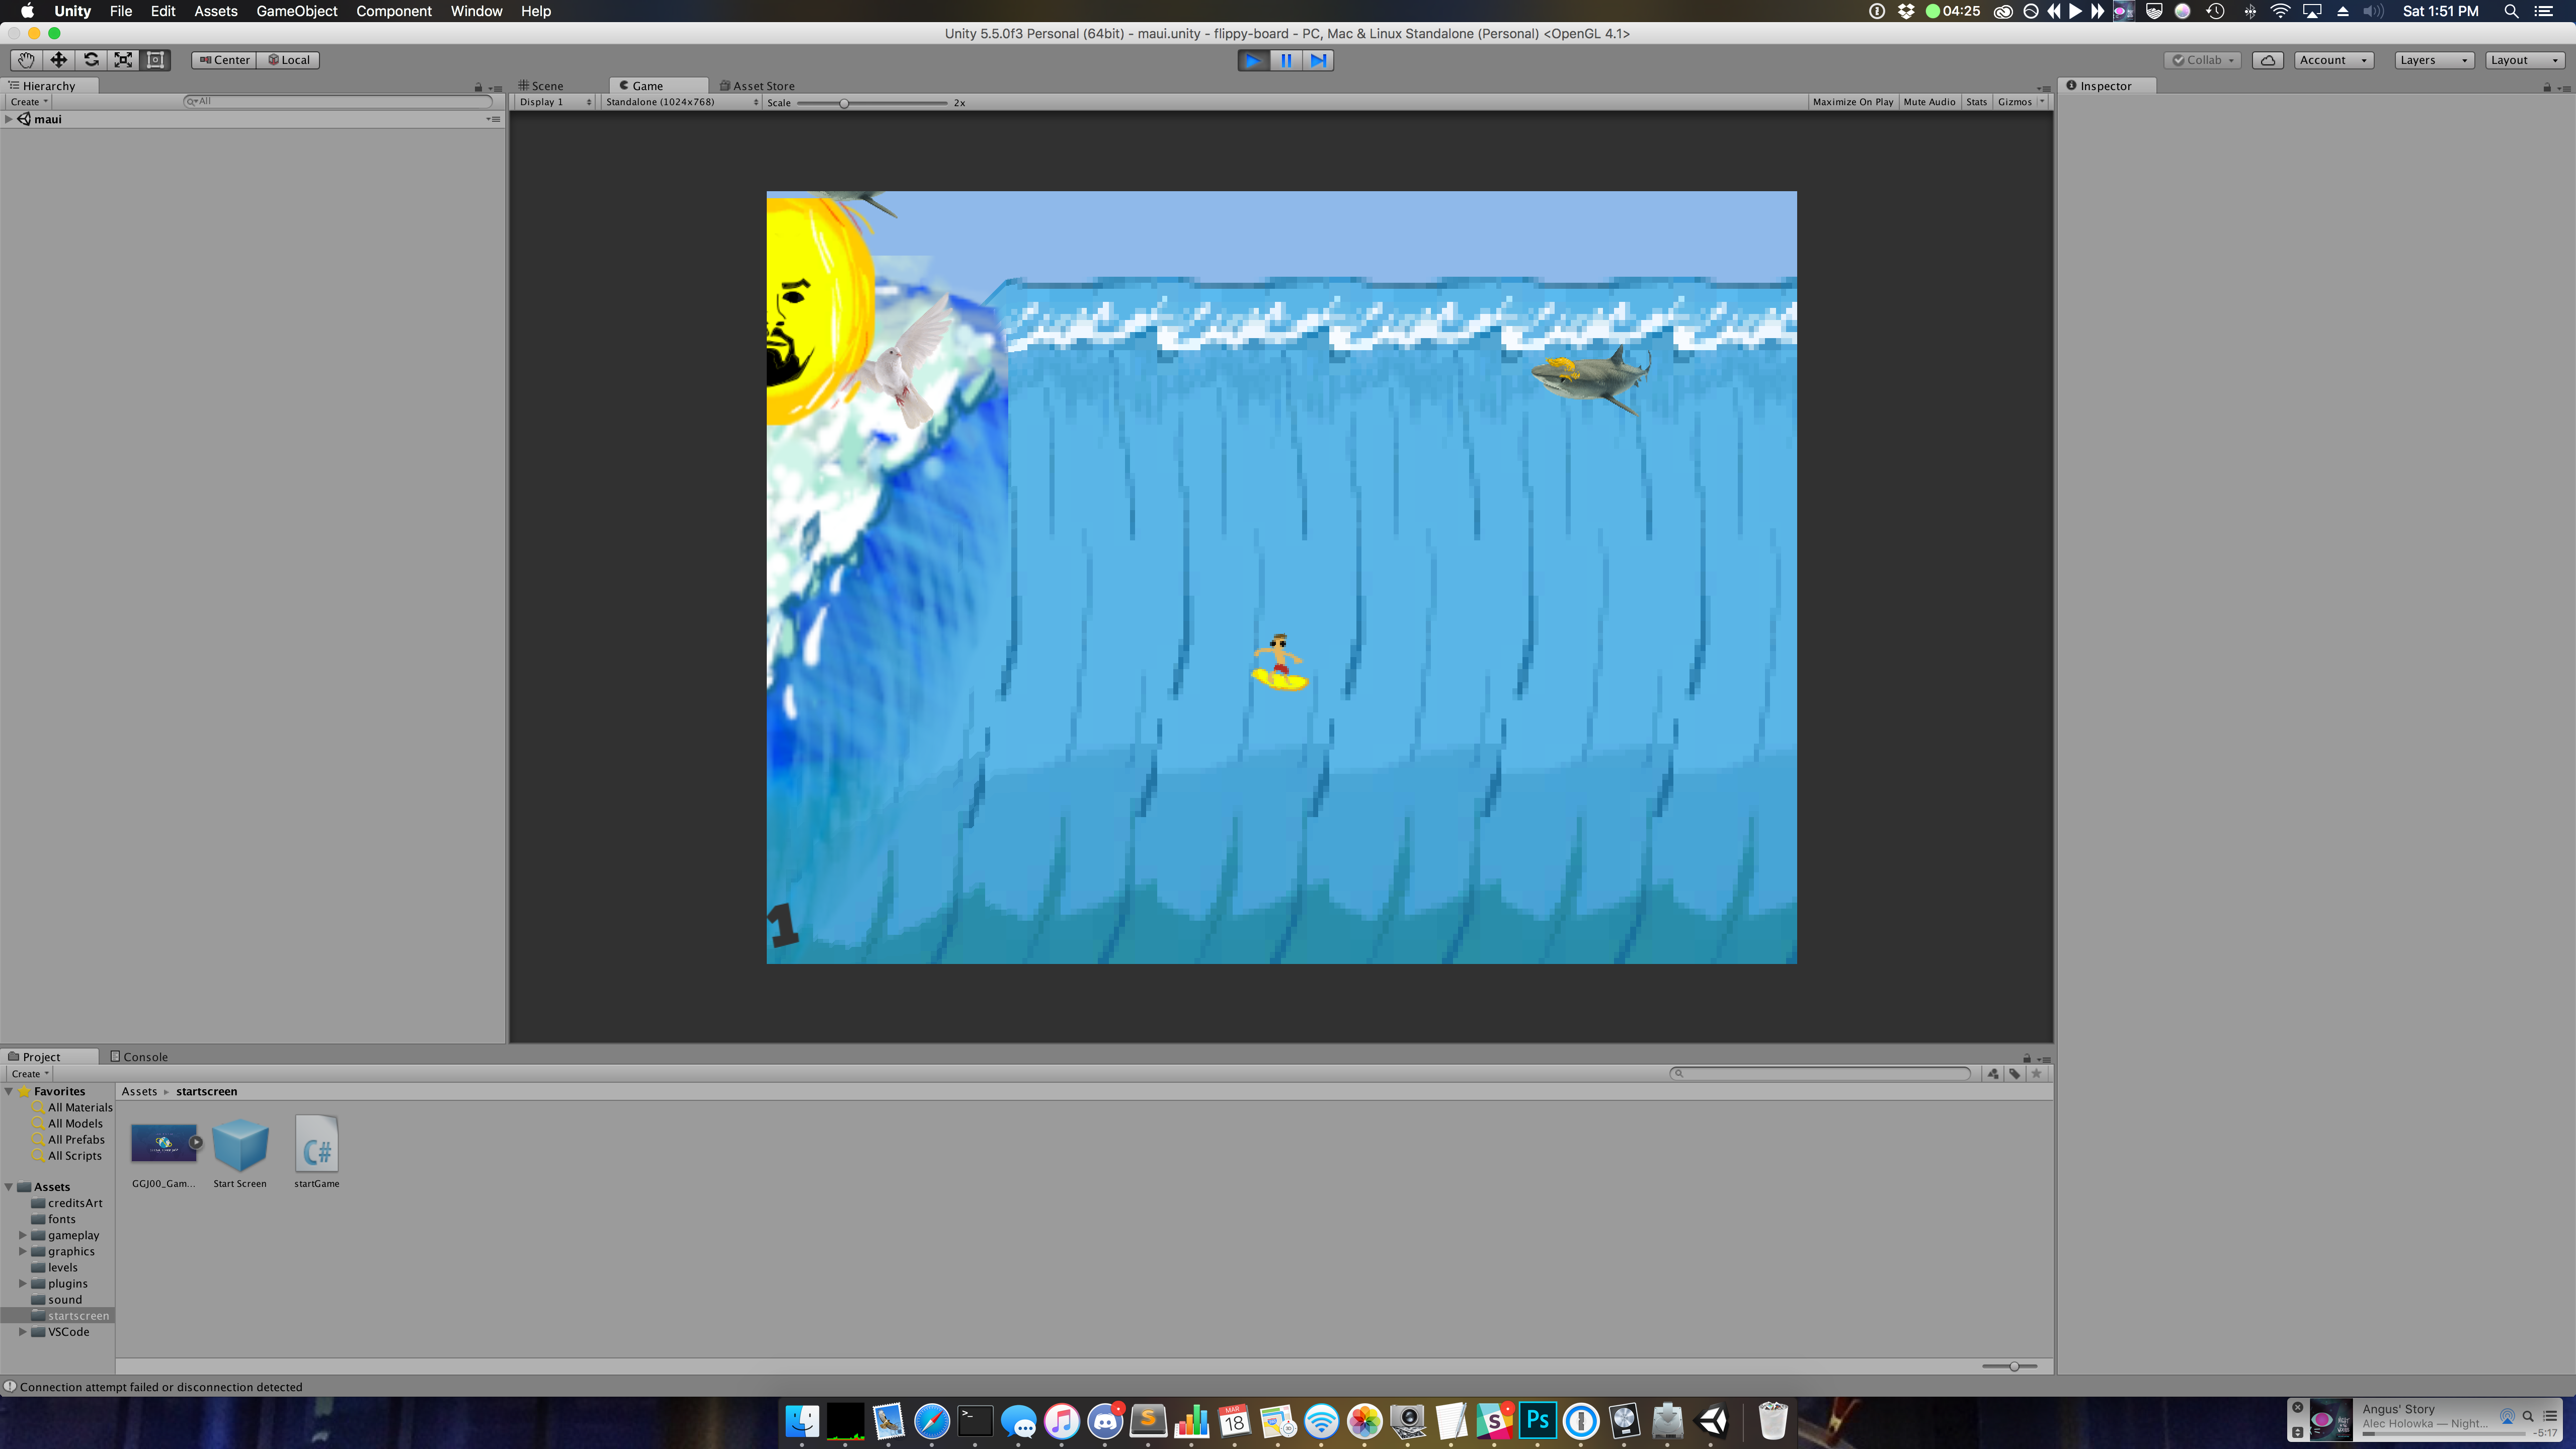 Unity File Edit Assets GameObject Component Window Help 04:25 Sat 1:51 PM
Unity 5.5.0f3 Personal (64bit) - maui.unity - flippy-board - PC, Mac & Linux Standalone (Personal) <OpenGL 4.1>
Center Local Collab Account Layers Layout
Hierarchy Scene Game Asset Store Inspector
Create All Display 1 Standalone (1024x768) Scale 2x Maximize On Play Mute Audio Stats Gizmos
maui
1
Project Console
Create
Favorites Assets startscreen
All Materials
All Models
All Prefabs
All Scripts
GGJ00_Gam... Start Screen startGame
C#
Assets
creditsArt
fonts
gameplay
graphics
levels
plugins
sound
startscreen
VSCode
Connection attempt failed or disconnection detected
MAR
18
S
S
Ps
Angus' Story
Alec Holowka — Night...
-5:17